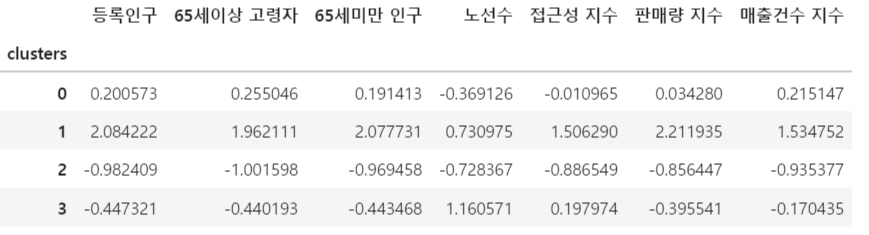 등록인구 65세이상 고령자 65세미만 인구 노선수 접근성 지수 판매량 지수 매출건수 지수
clusters
0 0.200573 0.255046 0.191413 -0.369126 -0.010965 0.034280 0.215147
1 2.084222 1.962111 2.077731 0.730975 1.506290 2.211935 1.534752
2 -0.982409 -1.001598 -0.969458 -0.728367 -0.886549 -0.856447 -0.935377
3 -0.447321 -0.440193 -0.443468 1.160571 0.197974 -0.395541 -0.170435